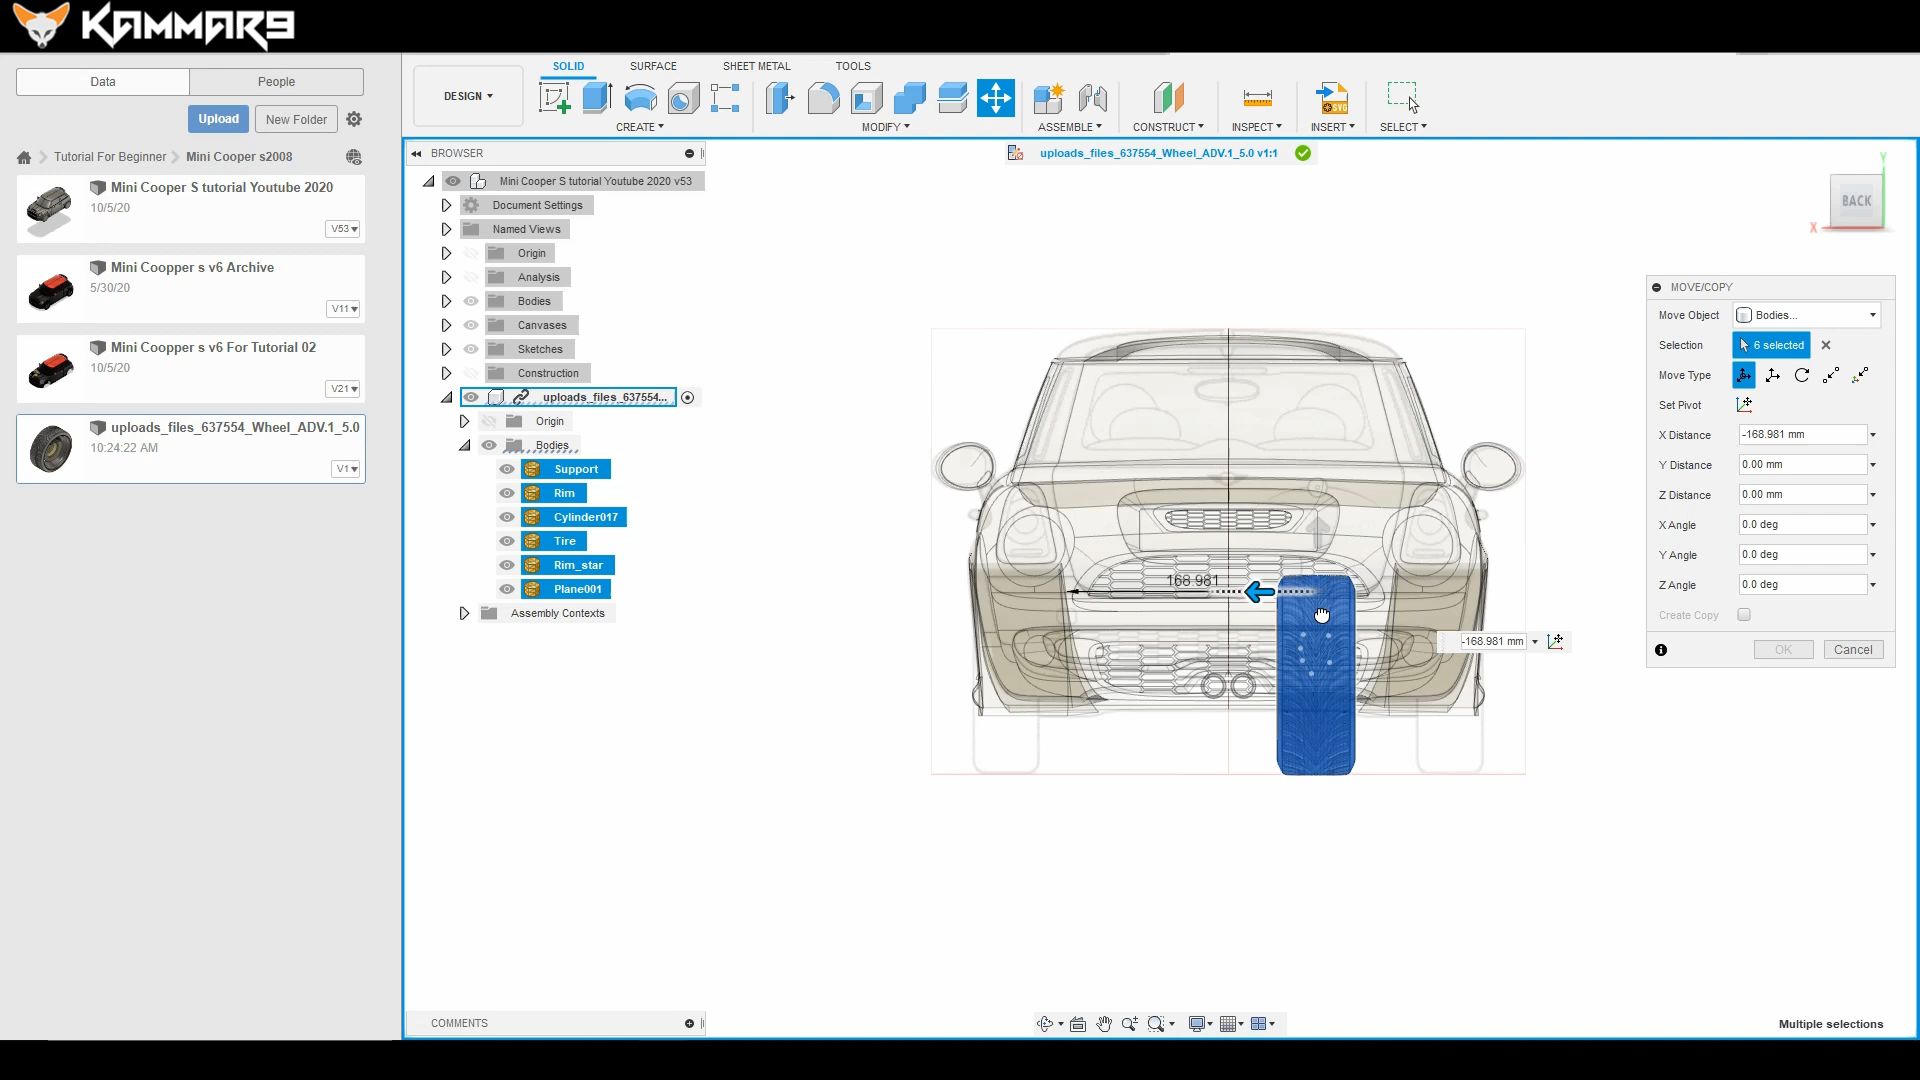 KAMMAR9
Data
People
Upload
New Folder
Tutorial For Beginner
Mini Cooper s2008
Mini Cooper S tutorial Youtube 2020
10/5/20
V53
Mini Coopper s v6 Archive
5/30/20
V11
Mini Coopper s v6 For Tutorial 02
10/5/20
V21
uploads_files_637554_Wheel_ADV.1_5.0
10:24:22 AM
V1
SOLID
SURFACE
SHEET METAL
TOOLS
DESIGN
CREATE
MODIFY
ASSEMBLE
CONSTRUCT
INSPECT
INSERT
SELECT
SVG
BROWSER
uploads_files_637554_Wheel_ADV.1_5.0 v1:1
Mini Cooper S tutorial Youtube 2020 v53
Document Settings
Named Views
Origin
Analysis
Bodies
Canvases
Sketches
Construction
uploads_files_637554...
Origin
Bodies
Support
Rim
Cylinder017
Tire
Rim_star
Plane001
Assembly Contexts
168.981
-168.981 mm
Y
BACK
X
MOVE/COPY
Move Object
Bodies...
Selection
6 selected
Move Type
Set Pivot
X Distance
-168.981 mm
Y Distance
0.00 mm
Z Distance
0.00 mm
X Angle
0.0 deg
Y Angle
0.0 deg
Z Angle
0.0 deg
Create Copy
OK
Cancel
COMMENTS
Multiple selections